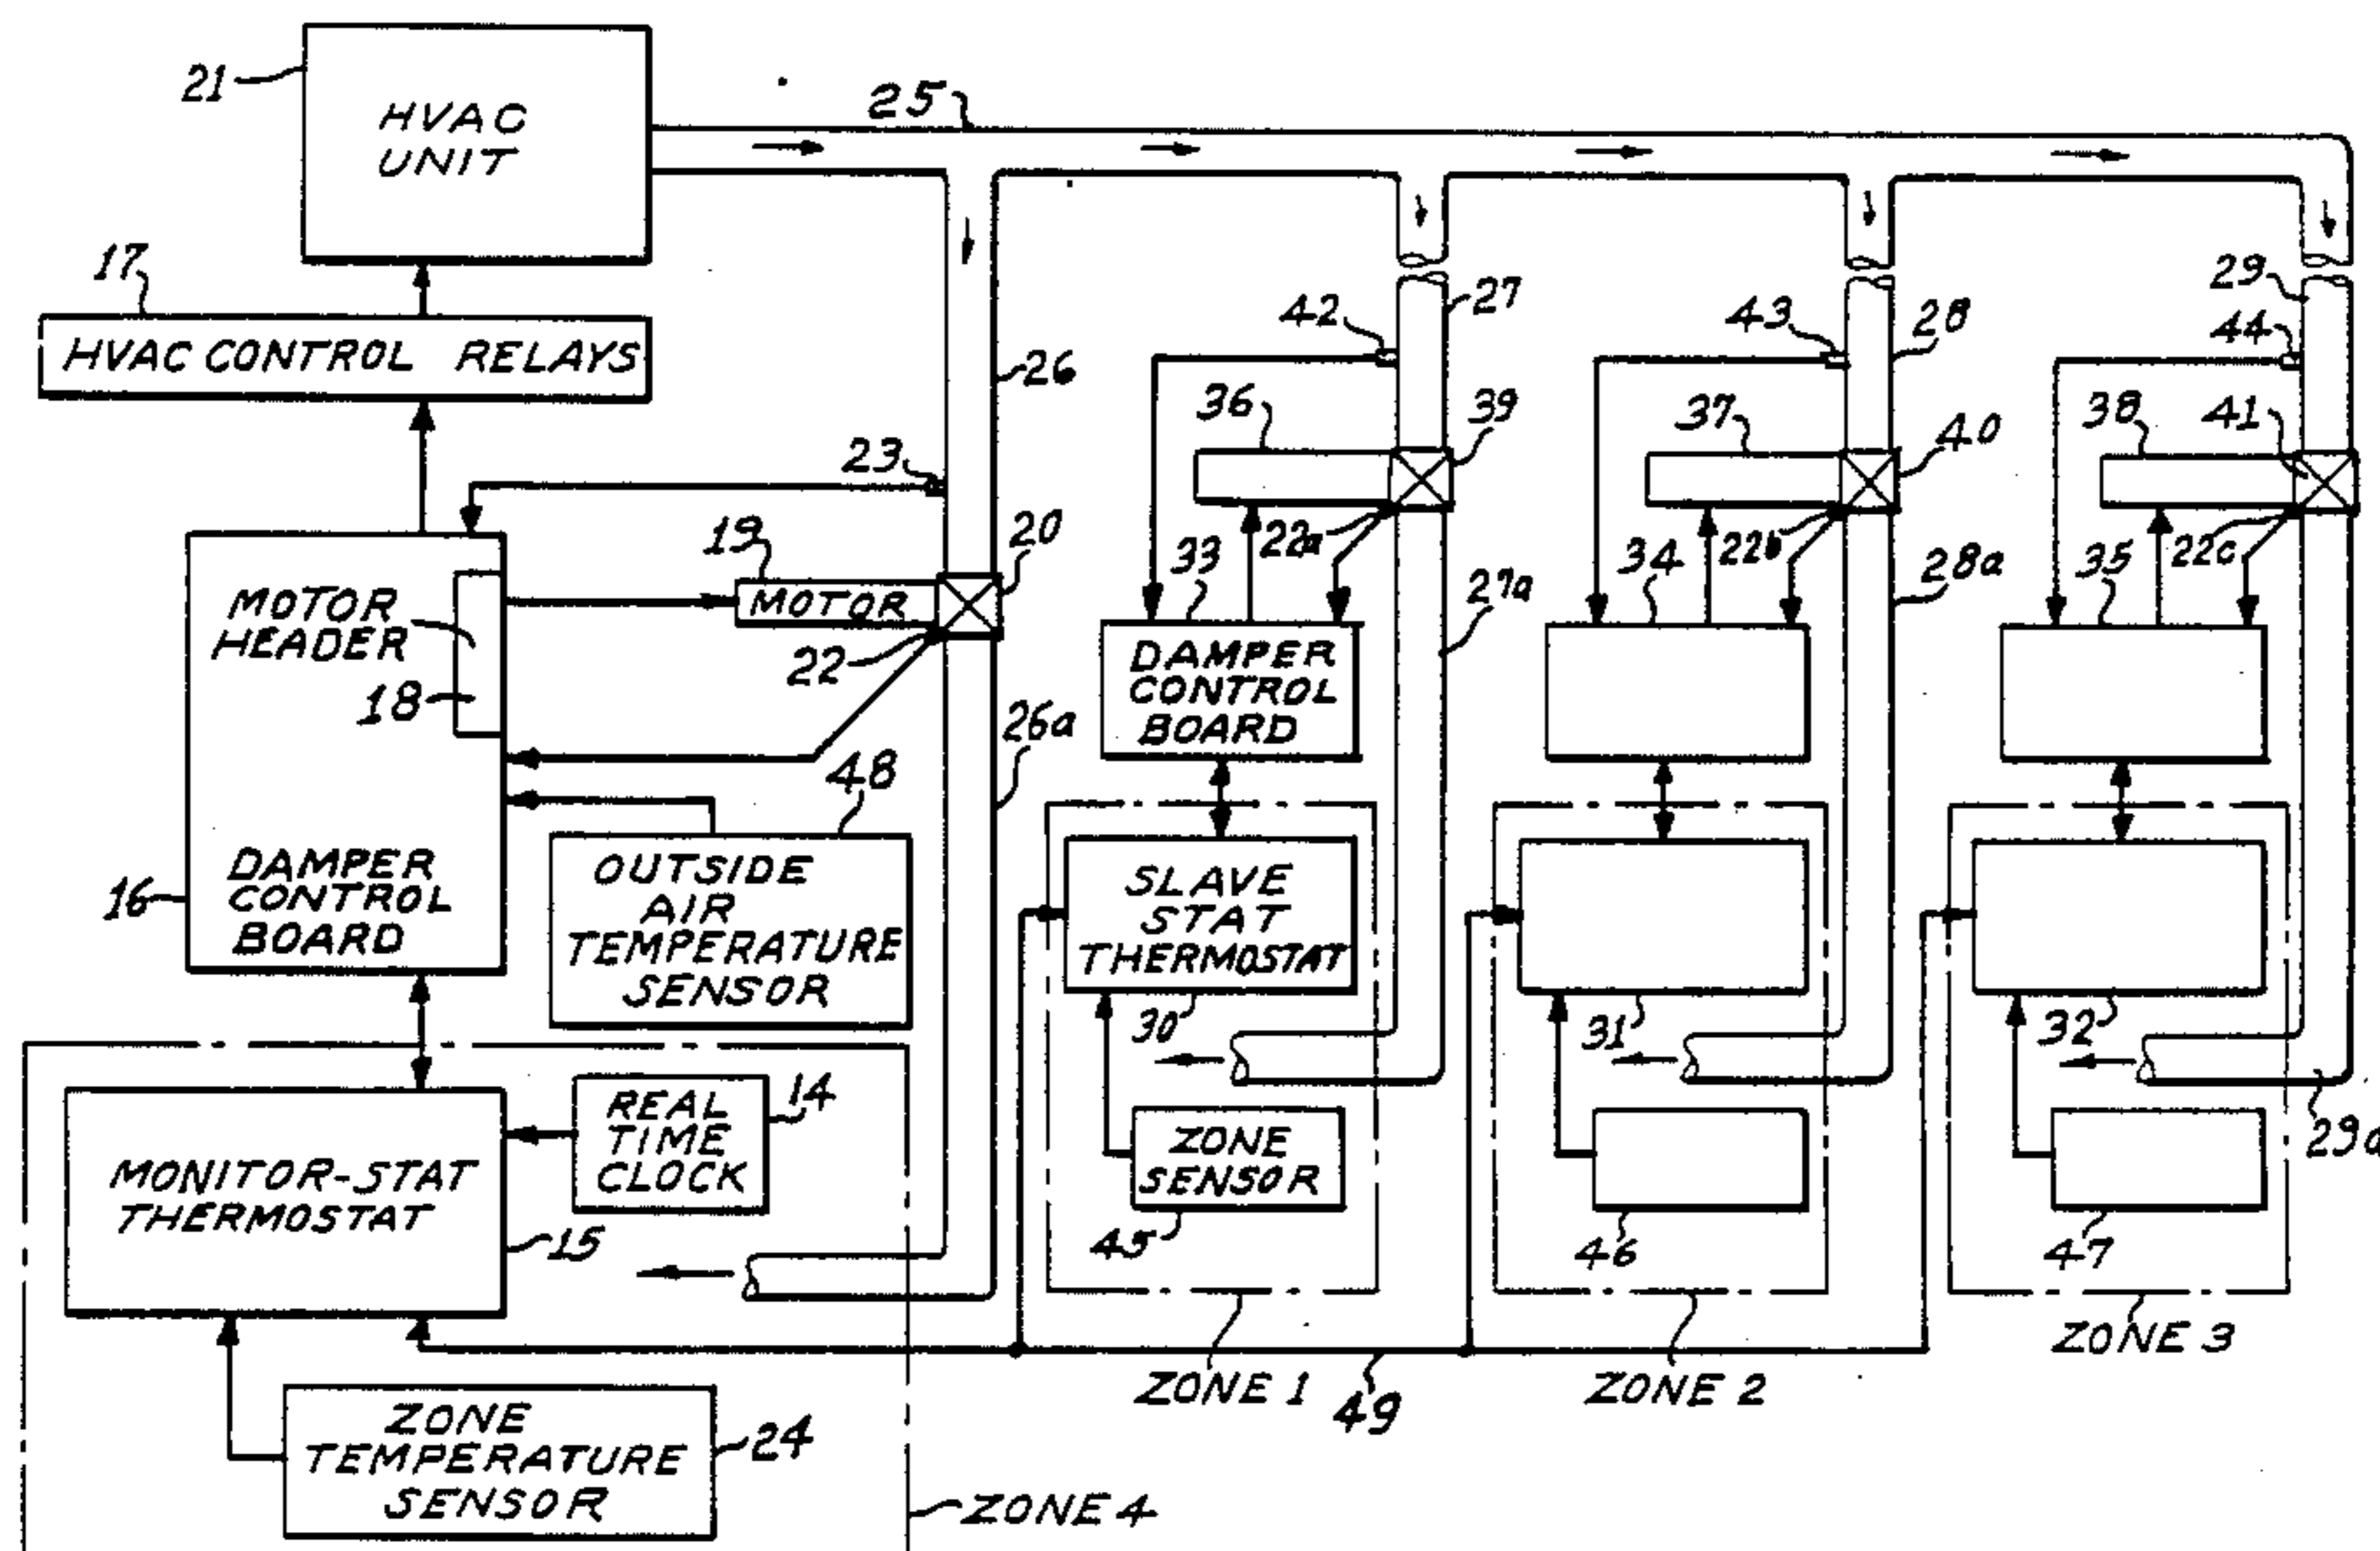 21
HVAC
UNIT
25
17
HVAC CONTROL RELAYS
26
42
27
43
28
29
44
36
39
37
40
38
41
23
19
MOTOR
20
22
33
22a
34
22b
35
22c
MOTOR
HEADER
18
DAMPER
CONTROL
BOARD
27a
28a
26a
48
16
DAMPER
CONTROL
BOARD
OUTSIDE
AIR
TEMPERATURE
SENSOR
SLAVE
STAT
THERMOSTAT
30
31
32
MONITOR-STAT
THERMOSTAT
15
REAL
TIME
CLOCK
14
ZONE
SENSOR
45
46
47
29a
ZONE 1
49
ZONE 2
ZONE 3
ZONE
TEMPERATURE
SENSOR
24
ZONE 4